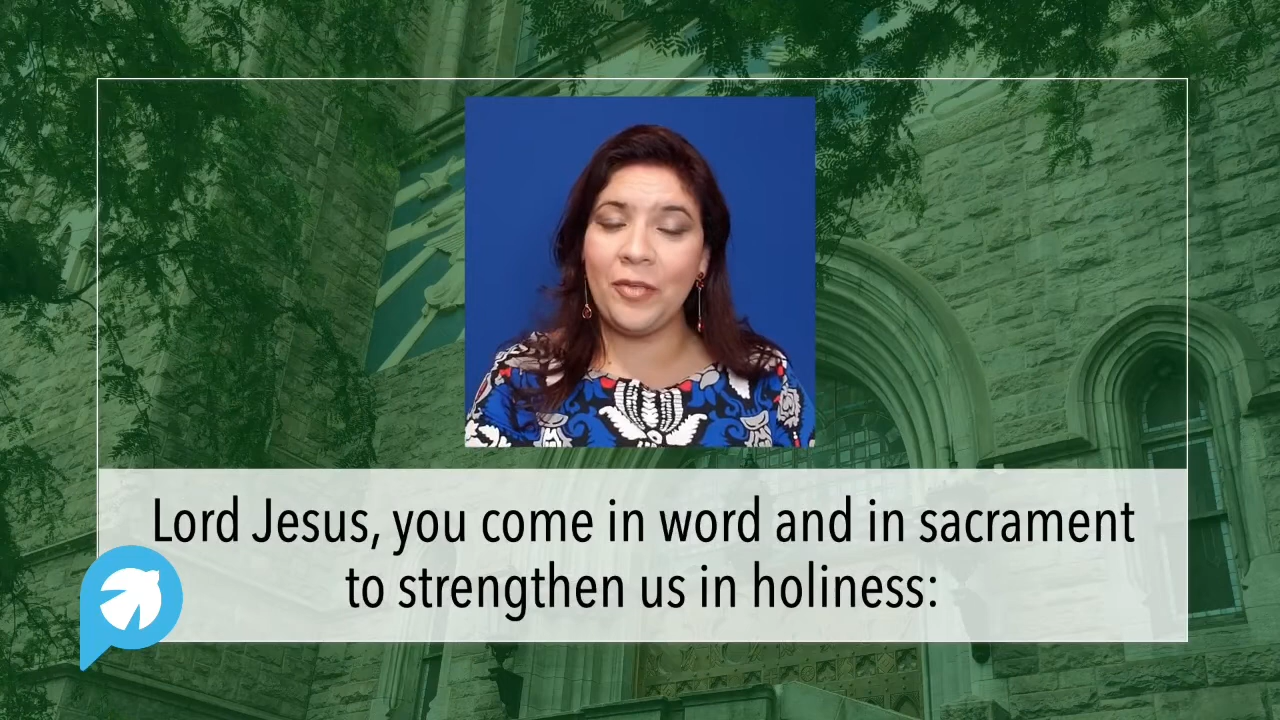 Lord Jesus, you come in word and in sacrament
to strengthen us in holiness: